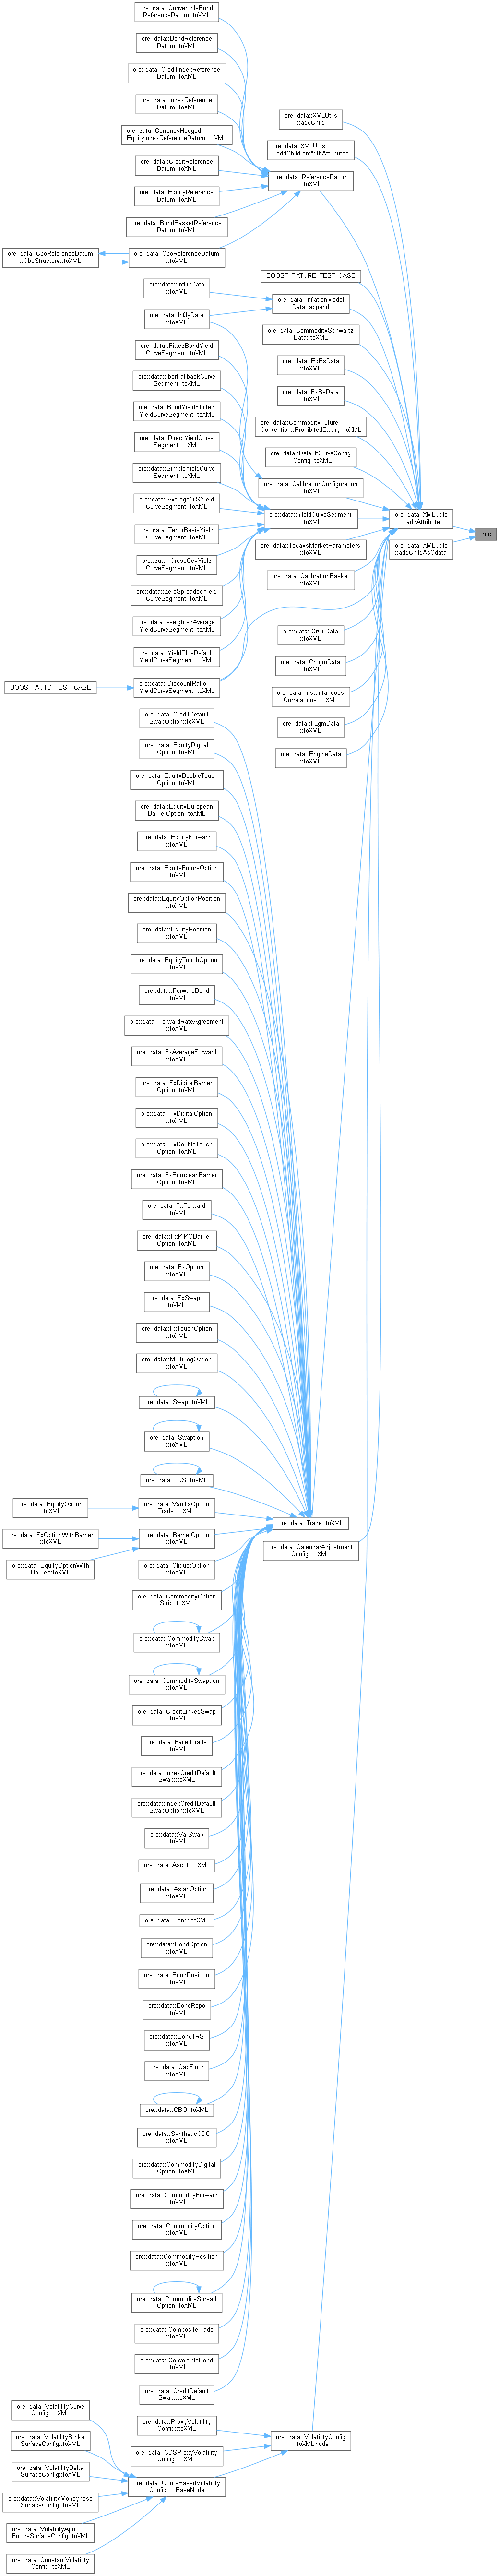 ore::data::ConvertibleBond
ReferenceDatum::toXML
ore::data::BondReference
Datum::toXML
ore::data::CreditIndexReference
Datum::toXML
ore::data::IndexReference
Datum::toXML
ore::data::CurrencyHedged
EquityIndexReferenceDatum::toXML
ore::data::CreditReference
Datum::toXML
ore::data::EquityReference
Datum::toXML
ore::data::BondBasketReference
Datum::toXML
ore::data::CboReferenceDatum
::CboStructure::toXML
ore::data::CboReferenceDatum
::toXML
ore::data::XMLUtils
::addChild
ore::data::XMLUtils
::addChildrenWithAttributes
ore::data::ReferenceDatum
::toXML
BOOST_FIXTURE_TEST_CASE
ore::data::InfDkData
::toXML
ore::data::InfJyData
::toXML
ore::data::InflationModel
Data::append
ore::data::CommoditySchwartz
Data::toXML
ore::data::EqBsData
::toXML
ore::data::FxBsData
::toXML
ore::data::CommodityFuture
Convention::ProhibitedExpiry::toXML
ore::data::DefaultCurveConfig
::Config::toXML
ore::data::CalibrationConfiguration
::toXML
ore::data::YieldCurveSegment
::toXML
ore::data::TodaysMarketParameters
::toXML
ore::data::CalibrationBasket
::toXML
ore::data::XMLUtils
::addAttribute
ore::data::XMLUtils
::addChildAsCdata
doc
ore::data::FittedBondYield
CurveSegment::toXML
ore::data::IborFallbackCurve
Segment::toXML
ore::data::BondYieldShifted
YieldCurveSegment::toXML
ore::data::DirectYieldCurve
Segment::toXML
ore::data::SimpleYieldCurve
Segment::toXML
ore::data::AverageOISYield
CurveSegment::toXML
ore::data::TenorBasisYield
CurveSegment::toXML
ore::data::CrossCcyYield
CurveSegment::toXML
ore::data::ZeroSpreadedYield
CurveSegment::toXML
ore::data::WeightedAverage
YieldCurveSegment::toXML
ore::data::YieldPlusDefault
YieldCurveSegment::toXML
BOOST_AUTO_TEST_CASE
ore::data::DiscountRatio
YieldCurveSegment::toXML
ore::data::CrCirData
::toXML
ore::data::CrLgmData
::toXML
ore::data::Instantaneous
Correlations::toXML
ore::data::IrLgmData
::toXML
ore::data::EngineData
::toXML
ore::data::CreditDefault
SwapOption::toXML
ore::data::EquityDigital
Option::toXML
ore::data::EquityDoubleTouch
Option::toXML
ore::data::EquityEuropean
BarrierOption::toXML
ore::data::EquityForward
::toXML
ore::data::EquityFutureOption
::toXML
ore::data::EquityOptionPosition
::toXML
ore::data::EquityPosition
::toXML
ore::data::EquityTouchOption
::toXML
ore::data::ForwardBond
::toXML
ore::data::ForwardRateAgreement
::toXML
ore::data::FxAverageForward
::toXML
ore::data::FxDigitalBarrier
Option::toXML
ore::data::FxDigitalOption
::toXML
ore::data::FxDoubleTouch
Option::toXML
ore::data::FxEuropeanBarrier
Option::toXML
ore::data::FxForward
::toXML
ore::data::FxKIKOBarrier
Option::toXML
ore::data::FxOption
::toXML
ore::data::FxSwap::
toXML
ore::data::FxTouchOption
::toXML
ore::data::MultiLegOption
::toXML
ore::data::Swap::toXML
ore::data::Swaption
::toXML
ore::data::TRS::toXML
ore::data::EquityOption
::toXML
ore::data::VanillaOption
Trade::toXML
ore::data::Trade::toXML
ore::data::FxOptionWithBarrier
::toXML
ore::data::BarrierOption
::toXML
ore::data::EquityOptionWith
Barrier::toXML
ore::data::CalendarAdjustment
Config::toXML
ore::data::CliquetOption
::toXML
ore::data::CommodityOption
Strip::toXML
ore::data::CommoditySwap
::toXML
ore::data::CommoditySwaption
::toXML
ore::data::CreditLinkedSwap
::toXML
ore::data::FailedTrade
::toXML
ore::data::IndexCreditDefault
Swap::toXML
ore::data::IndexCreditDefault
SwapOption::toXML
ore::data::VarSwap
::toXML
ore::data::Ascot::toXML
ore::data::AsianOption
::toXML
ore::data::Bond::toXML
ore::data::BondOption
::toXML
ore::data::BondPosition
::toXML
ore::data::BondRepo
::toXML
ore::data::BondTRS
::toXML
ore::data::CapFloor
::toXML
ore::data::CBO::toXML
ore::data::SyntheticCDO
::toXML
ore::data::CommodityDigital
Option::toXML
ore::data::CommodityForward
::toXML
ore::data::CommodityOption
::toXML
ore::data::CommodityPosition
::toXML
ore::data::CommoditySpread
Option::toXML
ore::data::CompositeTrade
::toXML
ore::data::ConvertibleBond
::toXML
ore::data::CreditDefault
Swap::toXML
ore::data::ProxyVolatility
Config::toXML
ore::data::CDSProxyVolatility
Config::toXML
ore::data::VolatilityConfig
::toXMLNode
ore::data::QuoteBasedVolatility
Config::toBaseNode
ore::data::VolatilityCurve
Config::toXML
ore::data::VolatilityStrike
SurfaceConfig::toXML
ore::data::VolatilityDelta
SurfaceConfig::toXML
ore::data::VolatilityMoneyness
SurfaceConfig::toXML
ore::data::VolatilityApo
FutureSurfaceConfig::toXML
ore::data::ConstantVolatility
Config::toXML